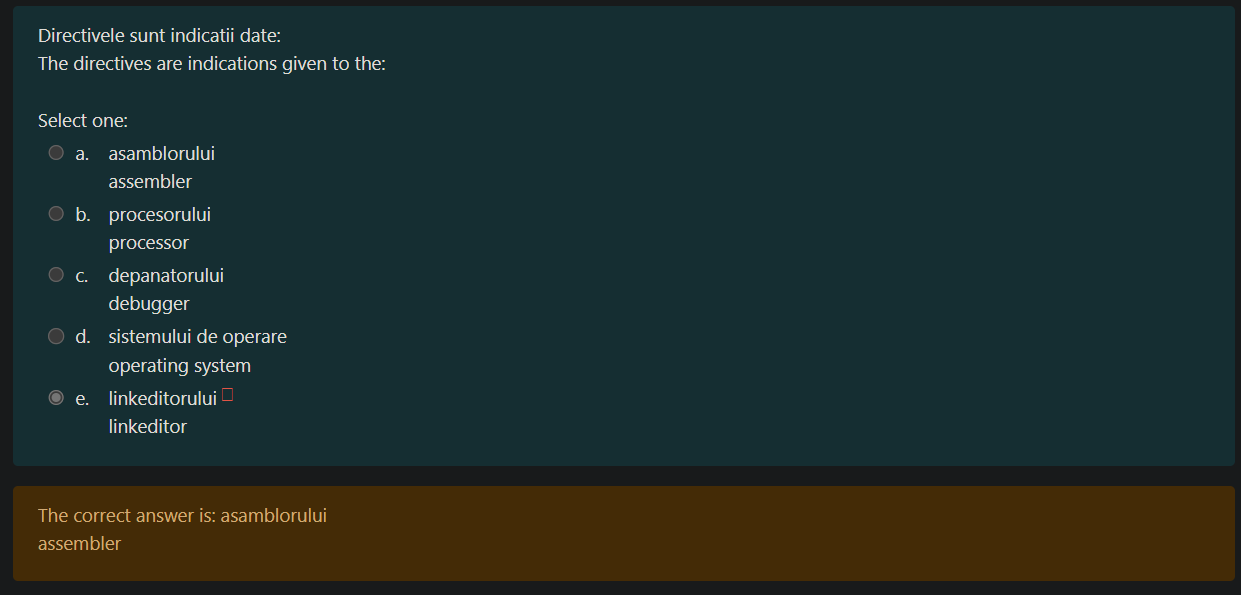 Directivele sunt indicatii date:
The directives are indications given to the:
Select one:
a. asamblorului
assembler
b. procesorului
processor
c. depanatorului
debugger
d. sistemului de operare
operating system
e. linkeditorului
linkeditor
The correct answer is: asamblorului
assembler